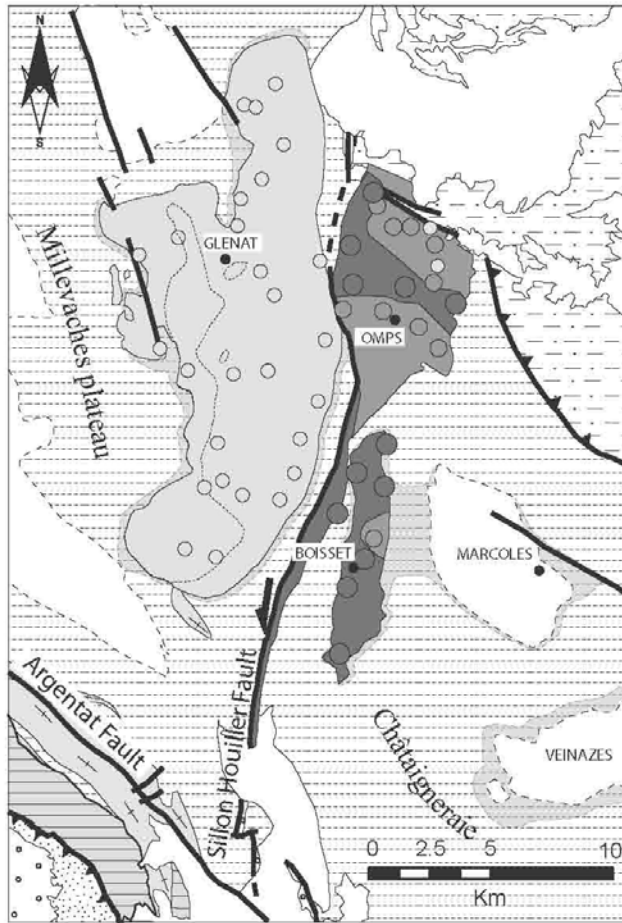 N
S
GLENAT
Millevaches plateau
OMPS
BOISSET
MARCOLES
Argentat Fault
Sillon Houiller Fault
Châtaigneraie
VEINAZES
0 2.5 5 10
Km